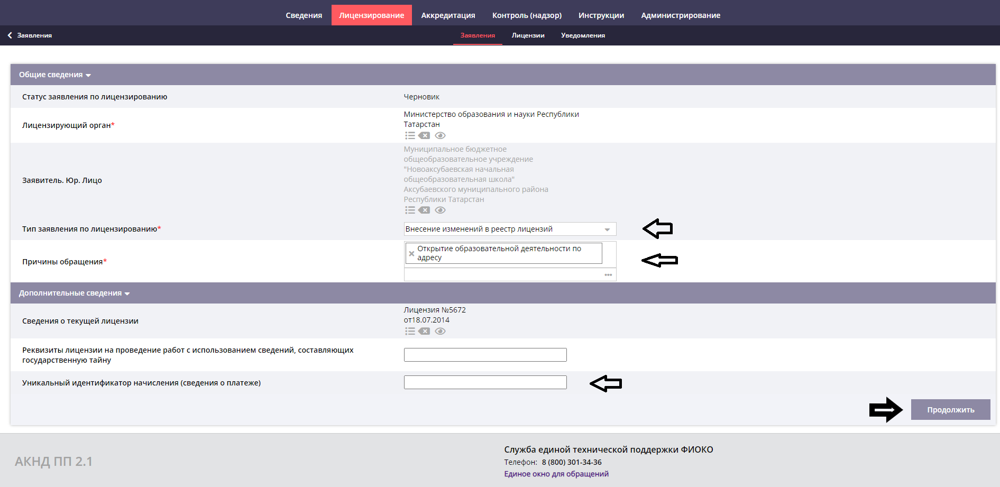 Сведения
Лицензирование
Аккредитация
Контроль (надзор)
Инструкции
Администрирование
Заявления
Заявления
Лицензии
Уведомления
Общие сведения
Статус заявления по лицензированию
Черновик
Лицензирующий орган*
Министерство образования и науки Республики
Татарстан
Заявитель. Юр. Лицо
Муниципальное бюджетное
общеобразовательное учреждение
"Новоаксубаевская начальная
общеобразовательная школа"
Аксубаевского муниципального района
Республики Татарстан
Тип заявления по лицензированию*
Внесение изменений в реестр лицензий
Причины обращения*
Открытие образовательной деятельности по
адресу
Дополнительные сведения
Сведения о текущей лицензии
Лицензия №5672
от18.07.2014
Реквизиты лицензии на проведение работ с использованием сведений, составляющих
государственную тайну
Уникальный идентификатор начисления (сведения о платеже)
Продолжить
АКНД ПП 2.1
Служба единой технической поддержки ФИОКО
Телефон: 8 (800) 301-34-36
Единое окно для обращений